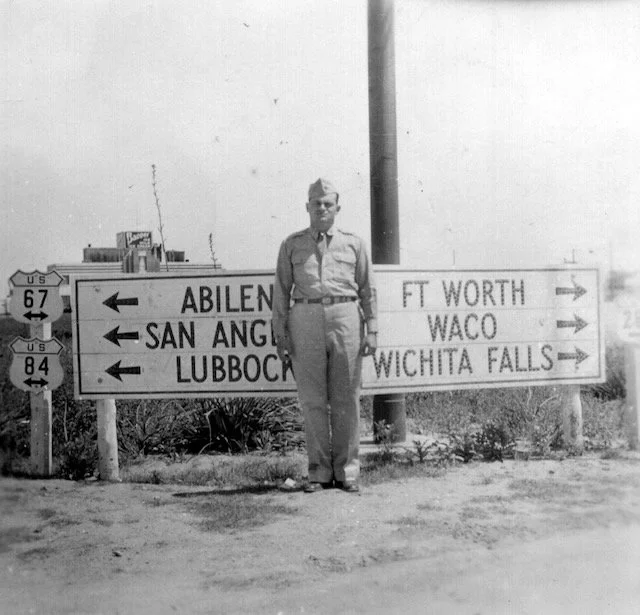 US
67
US
84
ABILEN
SAN ANG
LUBBOCK
FT WORTH
WACO
WICHITA FALLS